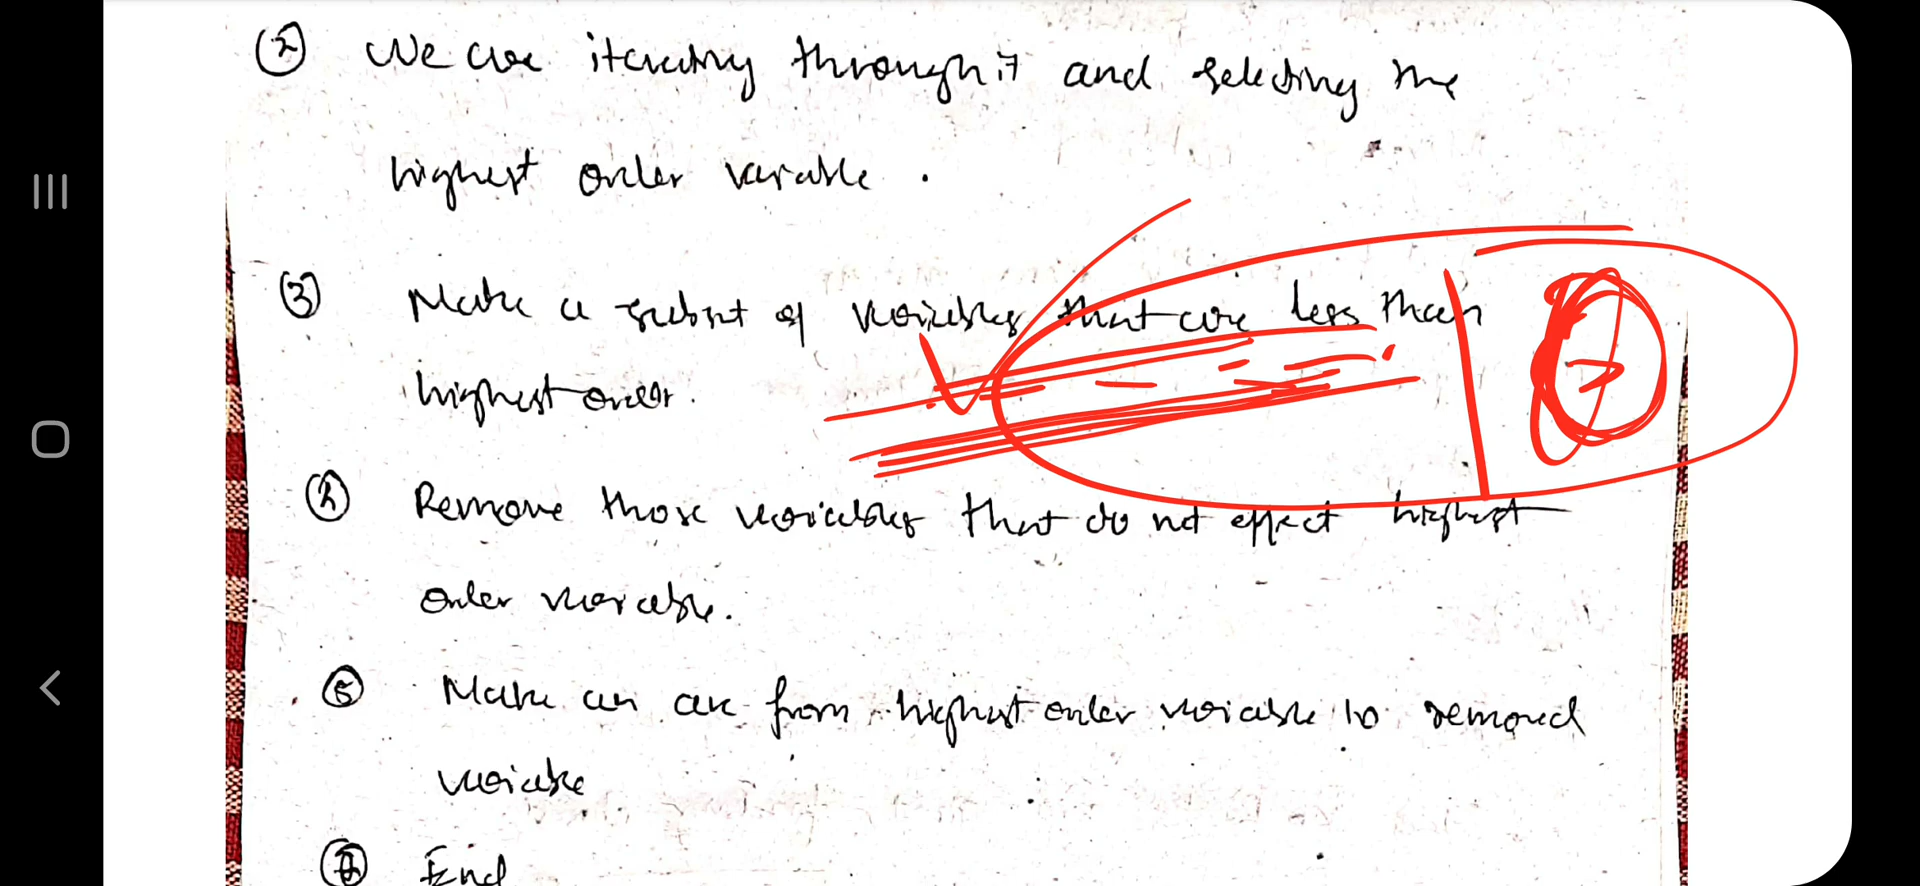 (2) We are iterating through it and selecting the
highest order variable .
(3) Make a subset of variables that are less than
highest order.
(4) Remove those variables that do not effect highest
order variable.
(5) Make an arc from highest order variable to removed
variable
End